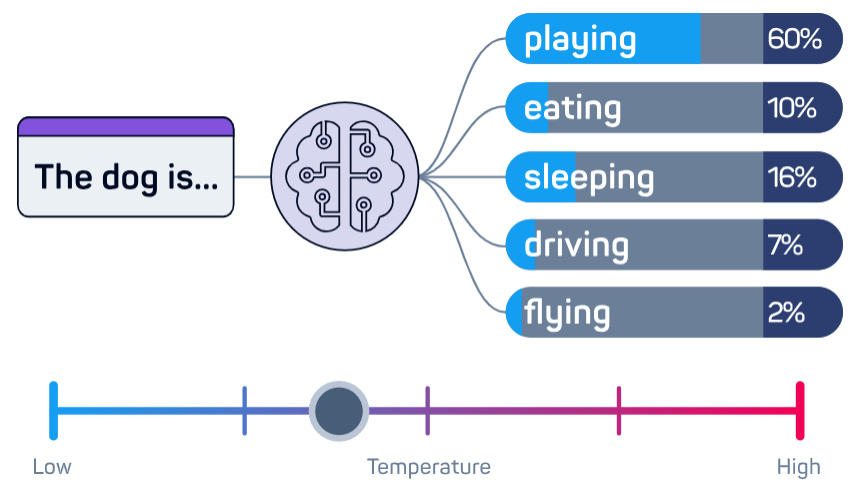 The dog is...
playing 60%
eating 10%
sleeping 16%
driving 7%
flying 2%
Low Temperature High